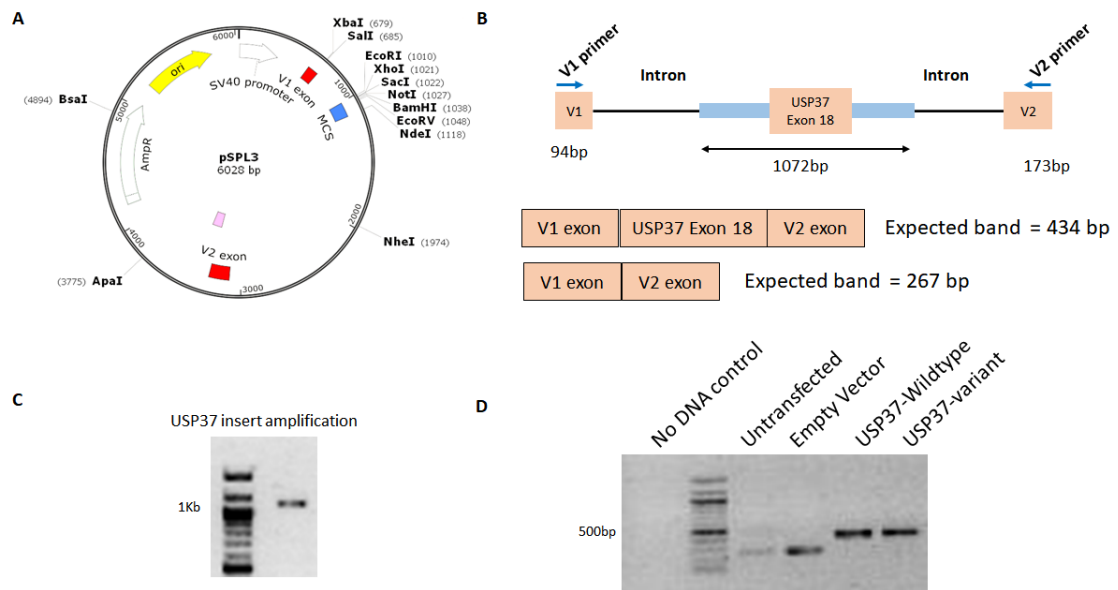 A
6000
XbaI (679)
SalI (685)
EcoRI (1010)
XhoI (1021)
SacI (1022)
NotI (1027)
BamHI (1038)
EcoRV (1048)
NdeI (1118)
ori
SV40 promoter
V1 exon
1000
MCS
(4894) BsaI
5000
AmpR
pSPL3
6028 bp
V2 exon
2000
NheI (1974)
4000
(3775) ApaI
3000
B
V1 primer
Intron
Intron
V2 primer
V1
USP37
Exon 18
V2
94bp
1072bp
173bp
V1 exon USP37 Exon 18 V2 exon Expected band = 434 bp
V1 exon V2 exon Expected band = 267 bp
C
USP37 insert amplification
1Kb
D
No DNA control
Untransfected
Empty Vector
USP37-Wildtype
USP37-variant
500bp